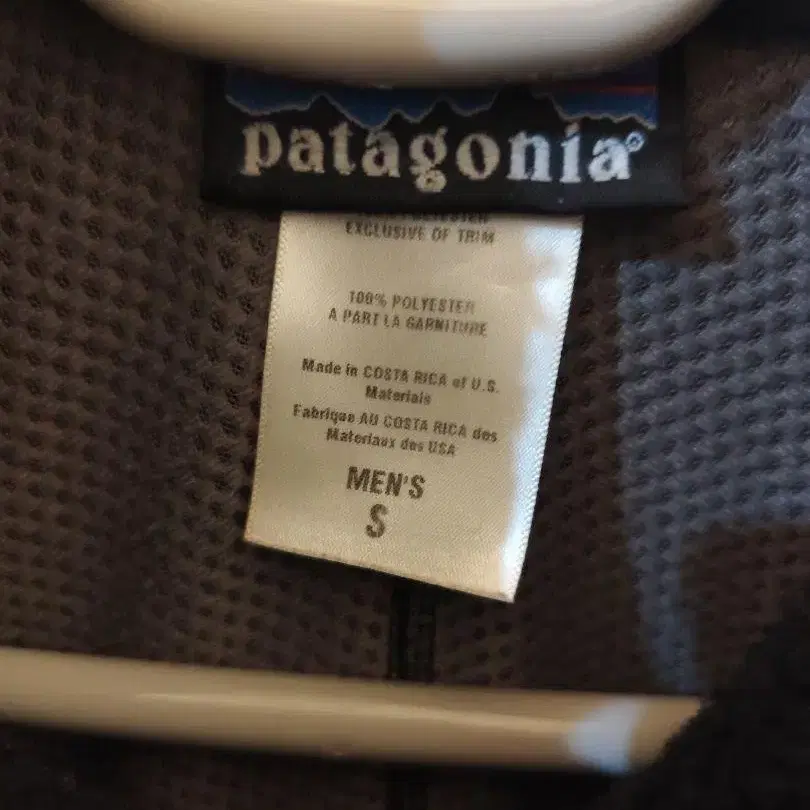 patagonia®
POLYESTER
EXCLUSIVE OF TRIM
100% POLYESTER
A PART LA GARNITURE
Made in COSTA RICA of U.S.
Materials
Fabrique AU COSTA RICA des
Materiaux des USA
MEN'S
S